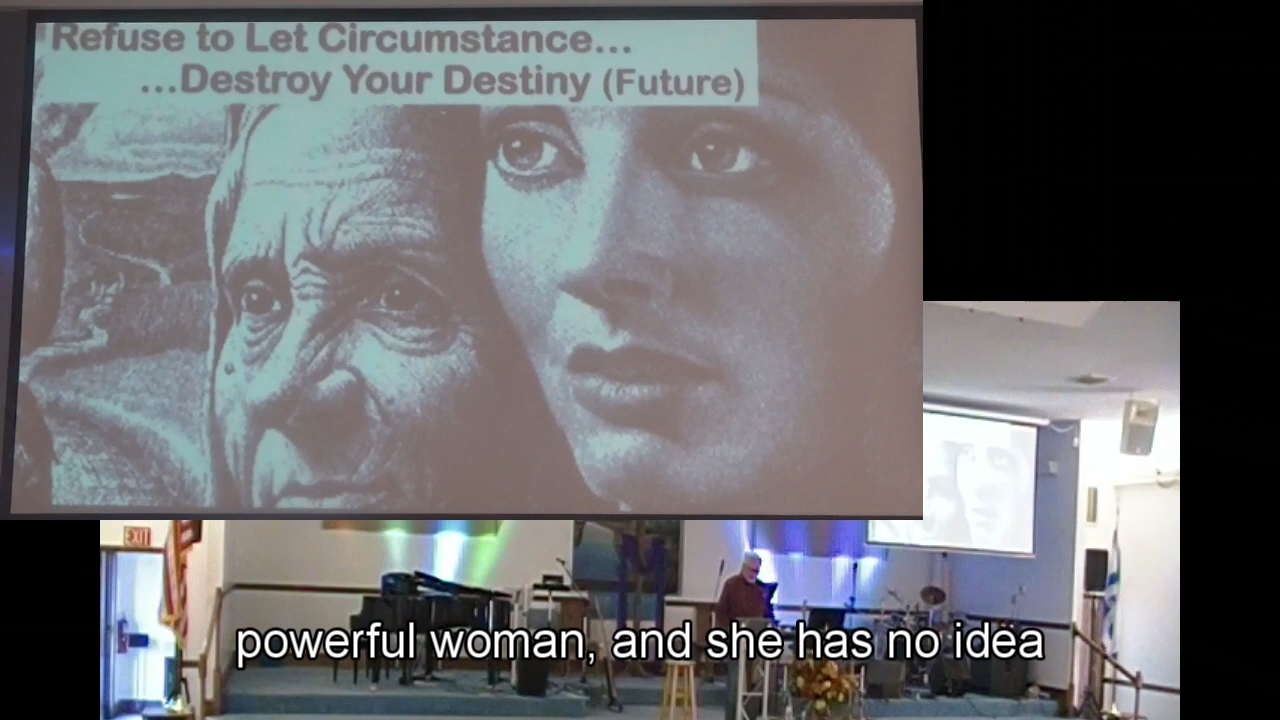 Refuse to Let Circumstance...
...Destroy Your Destiny (Future)
EXIT
powerful woman, and she has no idea